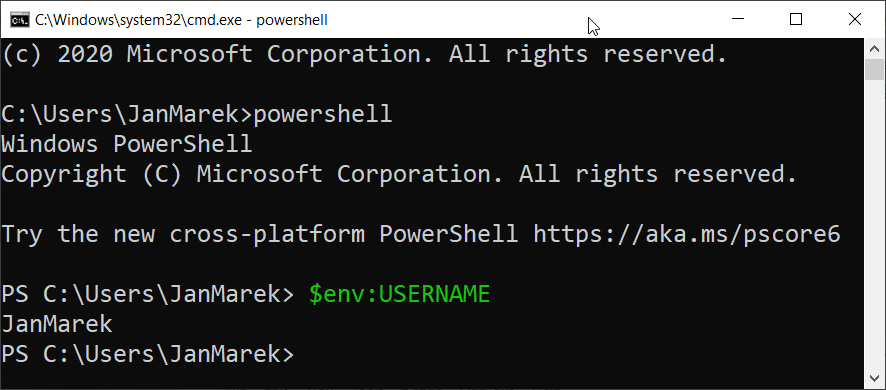 C:\Windows\system32\cmd.exe - powershell
(c) 2020 Microsoft Corporation. All rights reserved.
C:\Users\JanMarek>powershell
Windows PowerShell
Copyright (C) Microsoft Corporation. All rights reserved.
Try the new cross-platform PowerShell https://aka.ms/pscore6
PS C:\Users\JanMarek> $env:USERNAME
JanMarek
PS C:\Users\JanMarek>